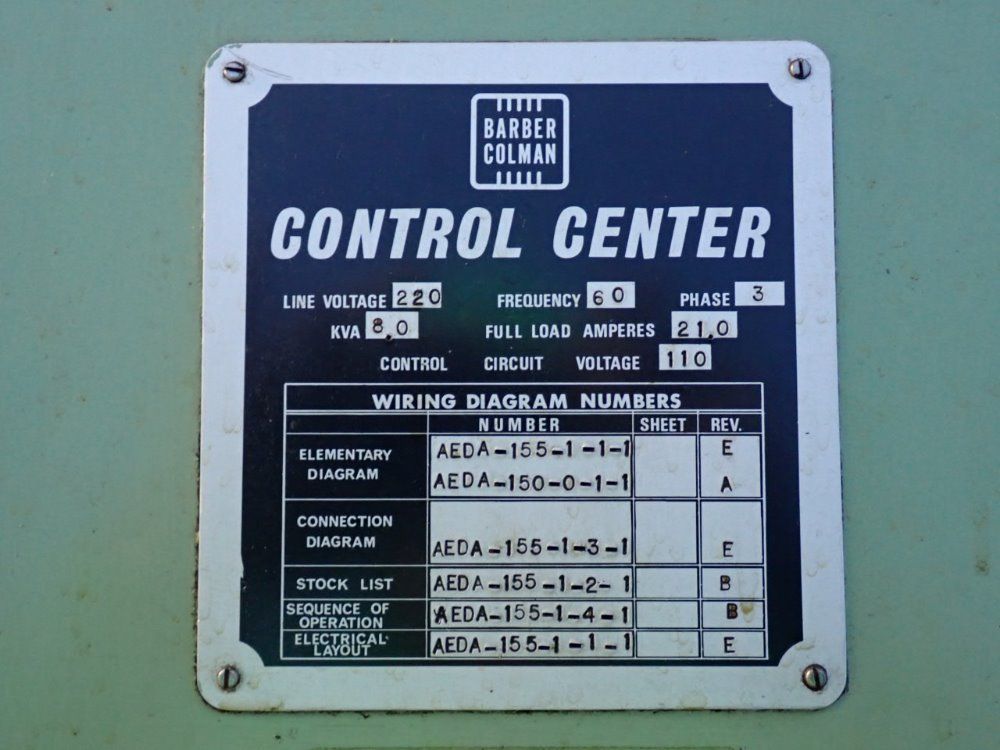 BARBER
COLMAN
CONTROL CENTER
LINE VOLTAGE 220 FREQUENCY 60 PHASE 3
KVA 8.0 FULL LOAD AMPERES 21.0
CONTROL CIRCUIT VOLTAGE 110
WIRING DIAGRAM NUMBERS
NUMBER SHEET REV.
ELEMENTARY DIAGRAM AEDA-155-1-1-1 E
AEDA-150-0-1-1 A
CONNECTION DIAGRAM AEDA-155-1-3-1 E
STOCK LIST AEDA-155-1-2-1 B
SEQUENCE OF OPERATION AEDA-155-1-4-1 B
ELECTRICAL LAYOUT AEDA-155-1-1-1 E